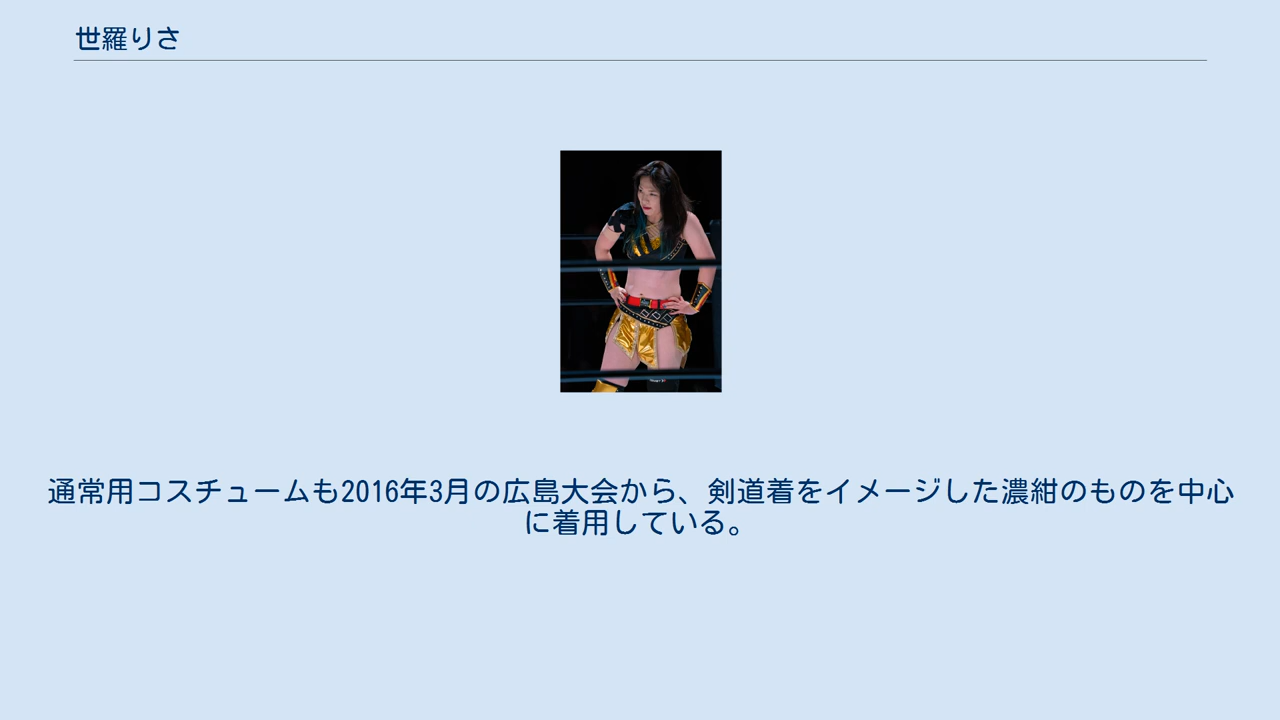 世羅りさ
通常用コスチュームも2016年3月の広島大会から、剣道着をイメージした濃紺のものを中心
に着用している。